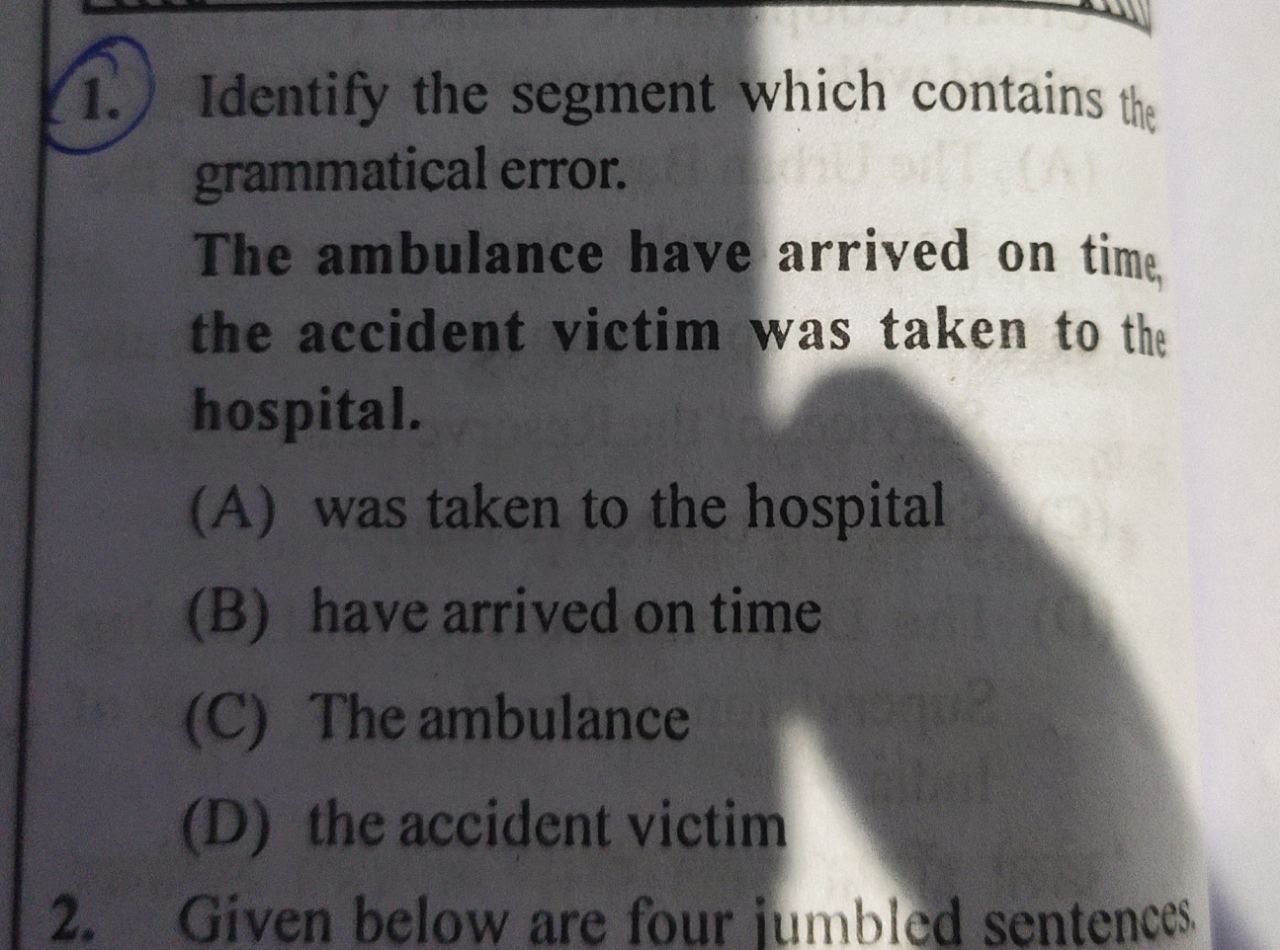 1. Identify the segment which contains the
grammatical error.
The ambulance have arrived on time,
the accident victim was taken to the
hospital.
(A) was taken to the hospital
(B) have arrived on time
(C) The ambulance
(D) the accident victim
2. Given below are four jumbled sentences.